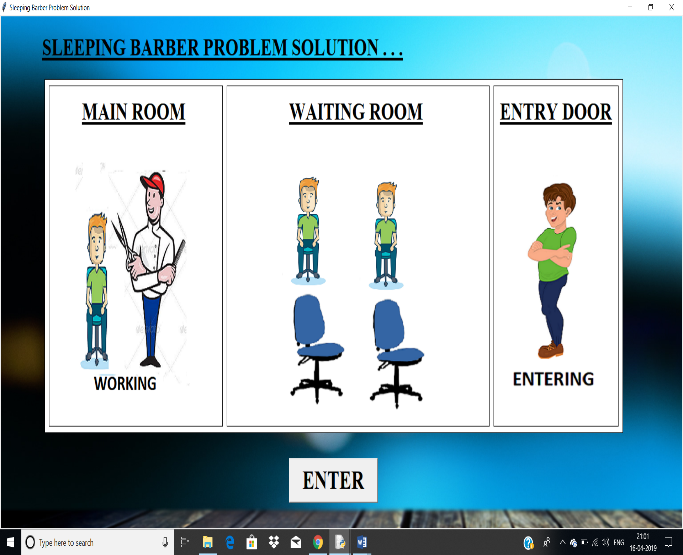 Sleeping Barber Problem Solution
SLEEPING BARBER PROBLEM SOLUTION . . .
MAIN ROOM
WAITING ROOM
ENTRY DOOR
WORKING
ENTERING
ENTER
Type here to search
ENG
21:01
16-04-2019